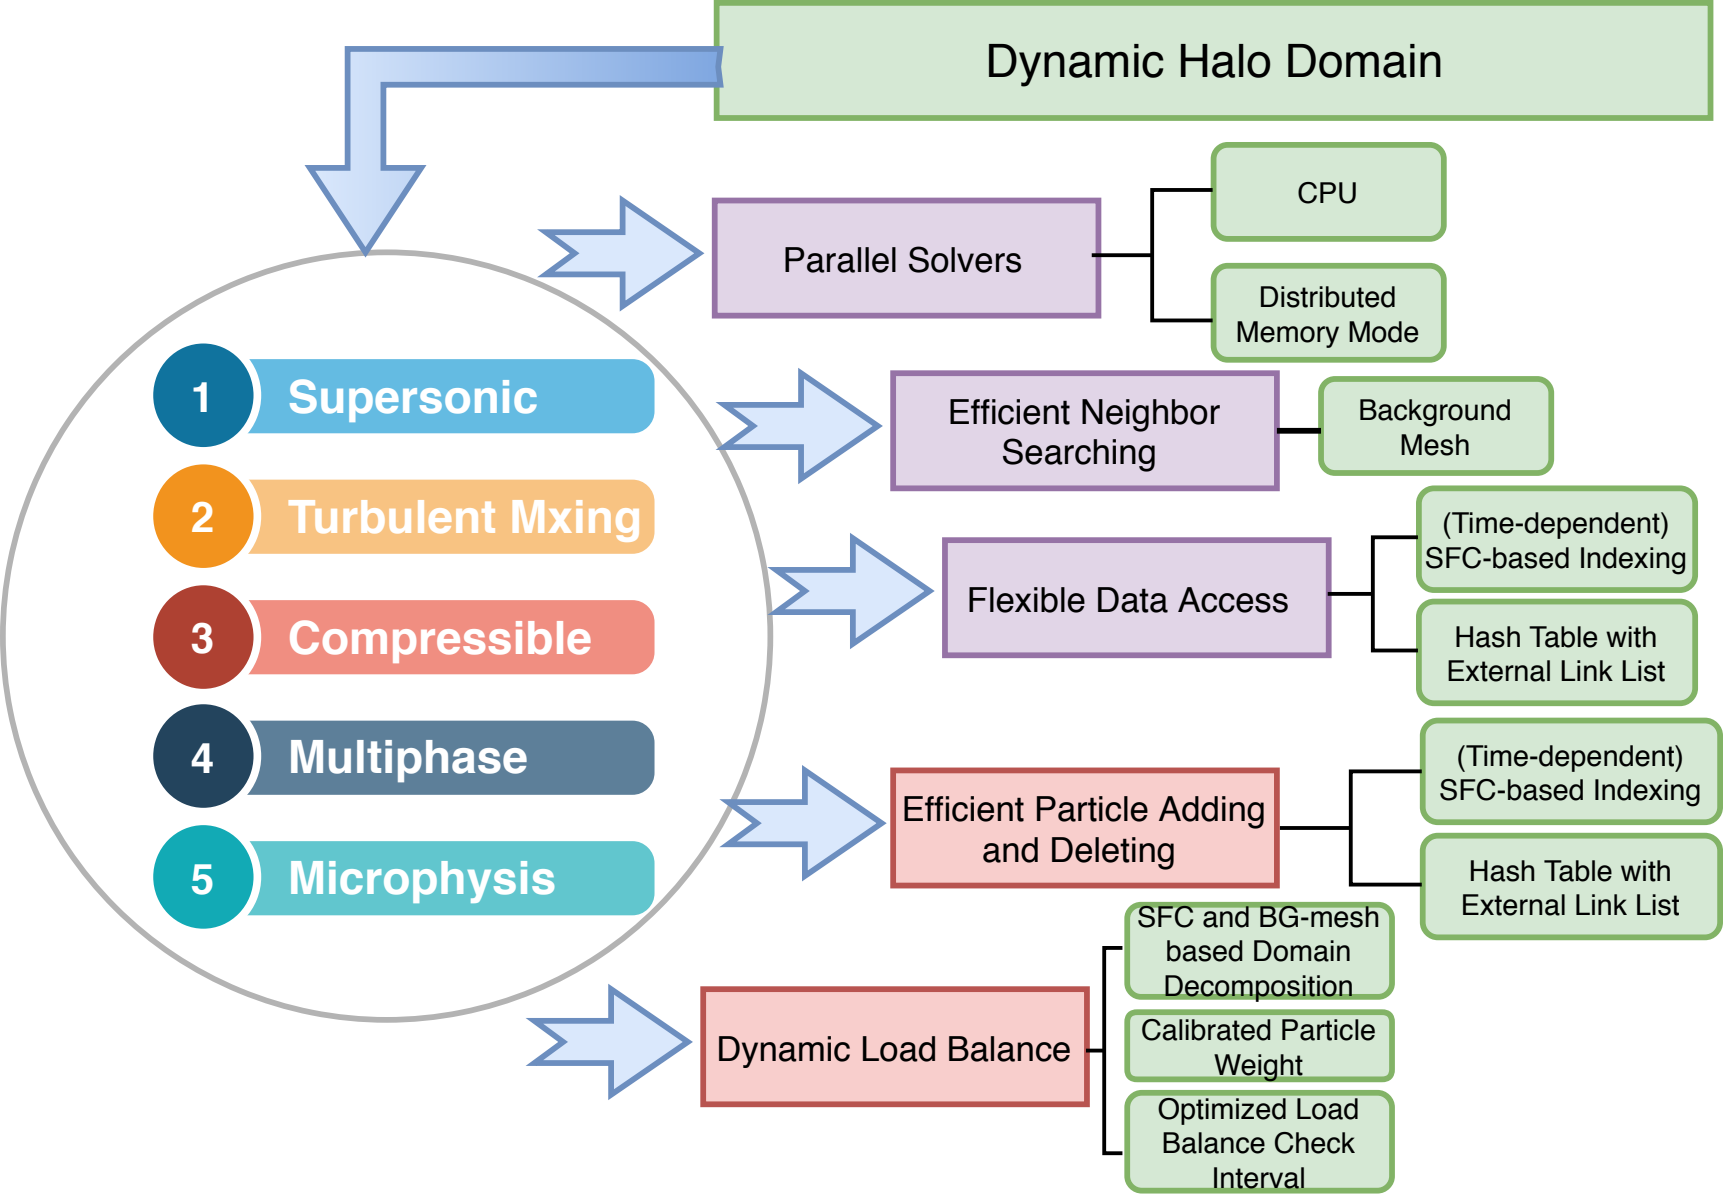 Dynamic Halo Domain
CPU
Parallel Solvers
Distributed
Memory Mode
1 Supersonic
2 Turbulent Mxing
3 Compressible
4 Multiphase
5 Microphysis
Efficient Neighbor
Searching
Background
Mesh
Flexible Data Access
(Time-dependent)
SFC-based Indexing
Hash Table with
External Link List
Efficient Particle Adding
and Deleting
(Time-dependent)
SFC-based Indexing
Hash Table with
External Link List
Dynamic Load Balance
SFC and BG-mesh
based Domain
Decomposition
Calibrated Particle
Weight
Optimized Load
Balance Check
Interval